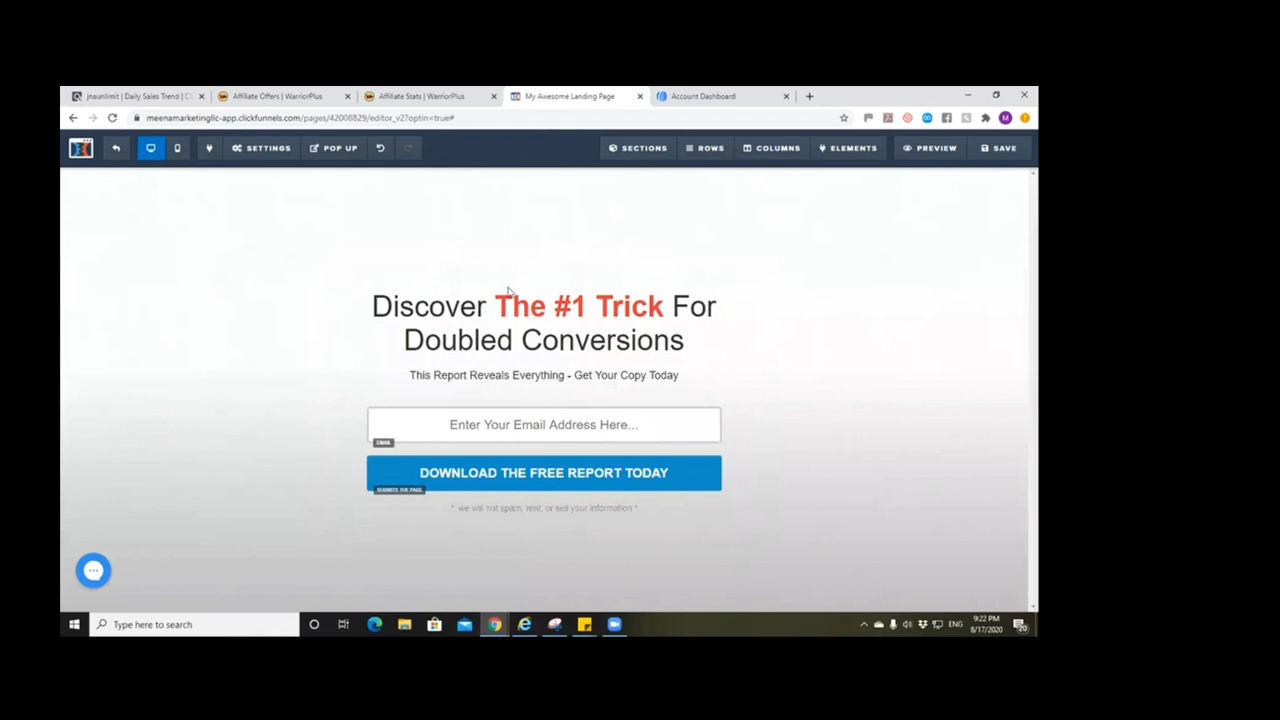 jnaunlimit | Daily Sales Trend | C
Affiliate Offers | WarriorPlus
Affiliate Stats | WarriorPlus
My Awesome Landing Page
Account Dashboard
meenamarketingllc-app.clickfunnels.com/pages/42008829/editor_v2?optin=true#
SETTINGS
POP UP
SECTIONS
ROWS
COLUMNS
ELEMENTS
PREVIEW
SAVE
Discover The #1 Trick For
Doubled Conversions
This Report Reveals Everything - Get Your Copy Today
Enter Your Email Address Here...
EMAIL
DOWNLOAD THE FREE REPORT TODAY
SUBMITS THE PAGE
* we will not spam, rent, or sell your information *
Type here to search
ENG
9:22 PM
8/17/2020
20